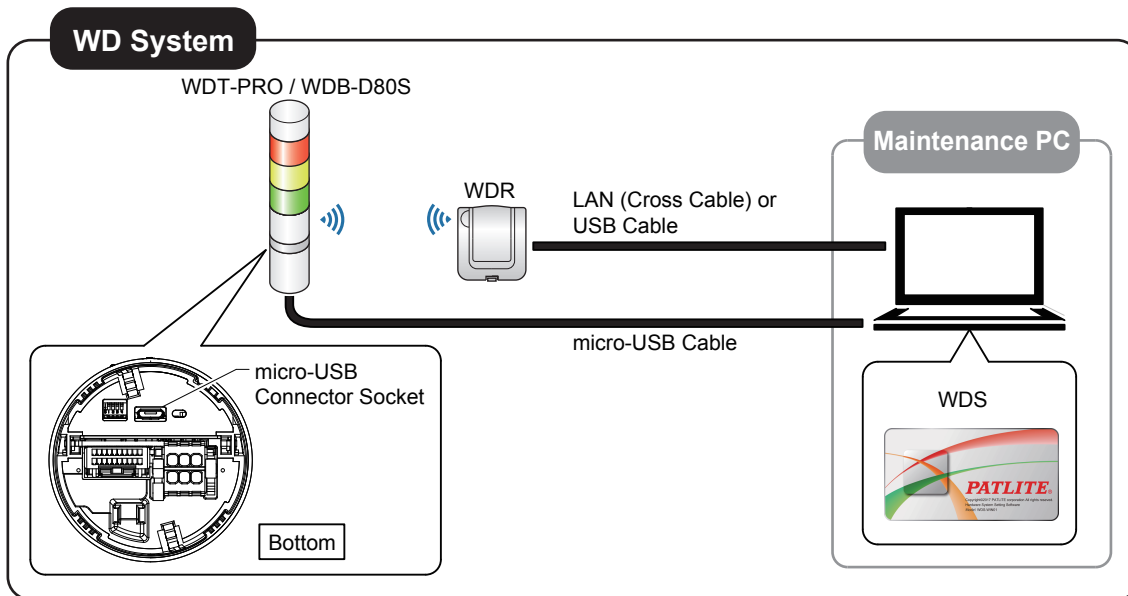 WD System
WDT-PRO / WDB-D80S
Maintenance PC
WDR
LAN (Cross Cable) or
USB Cable
micro-USB Cable
micro-USB
Connector Socket
Bottom
WDS
PATLITE®